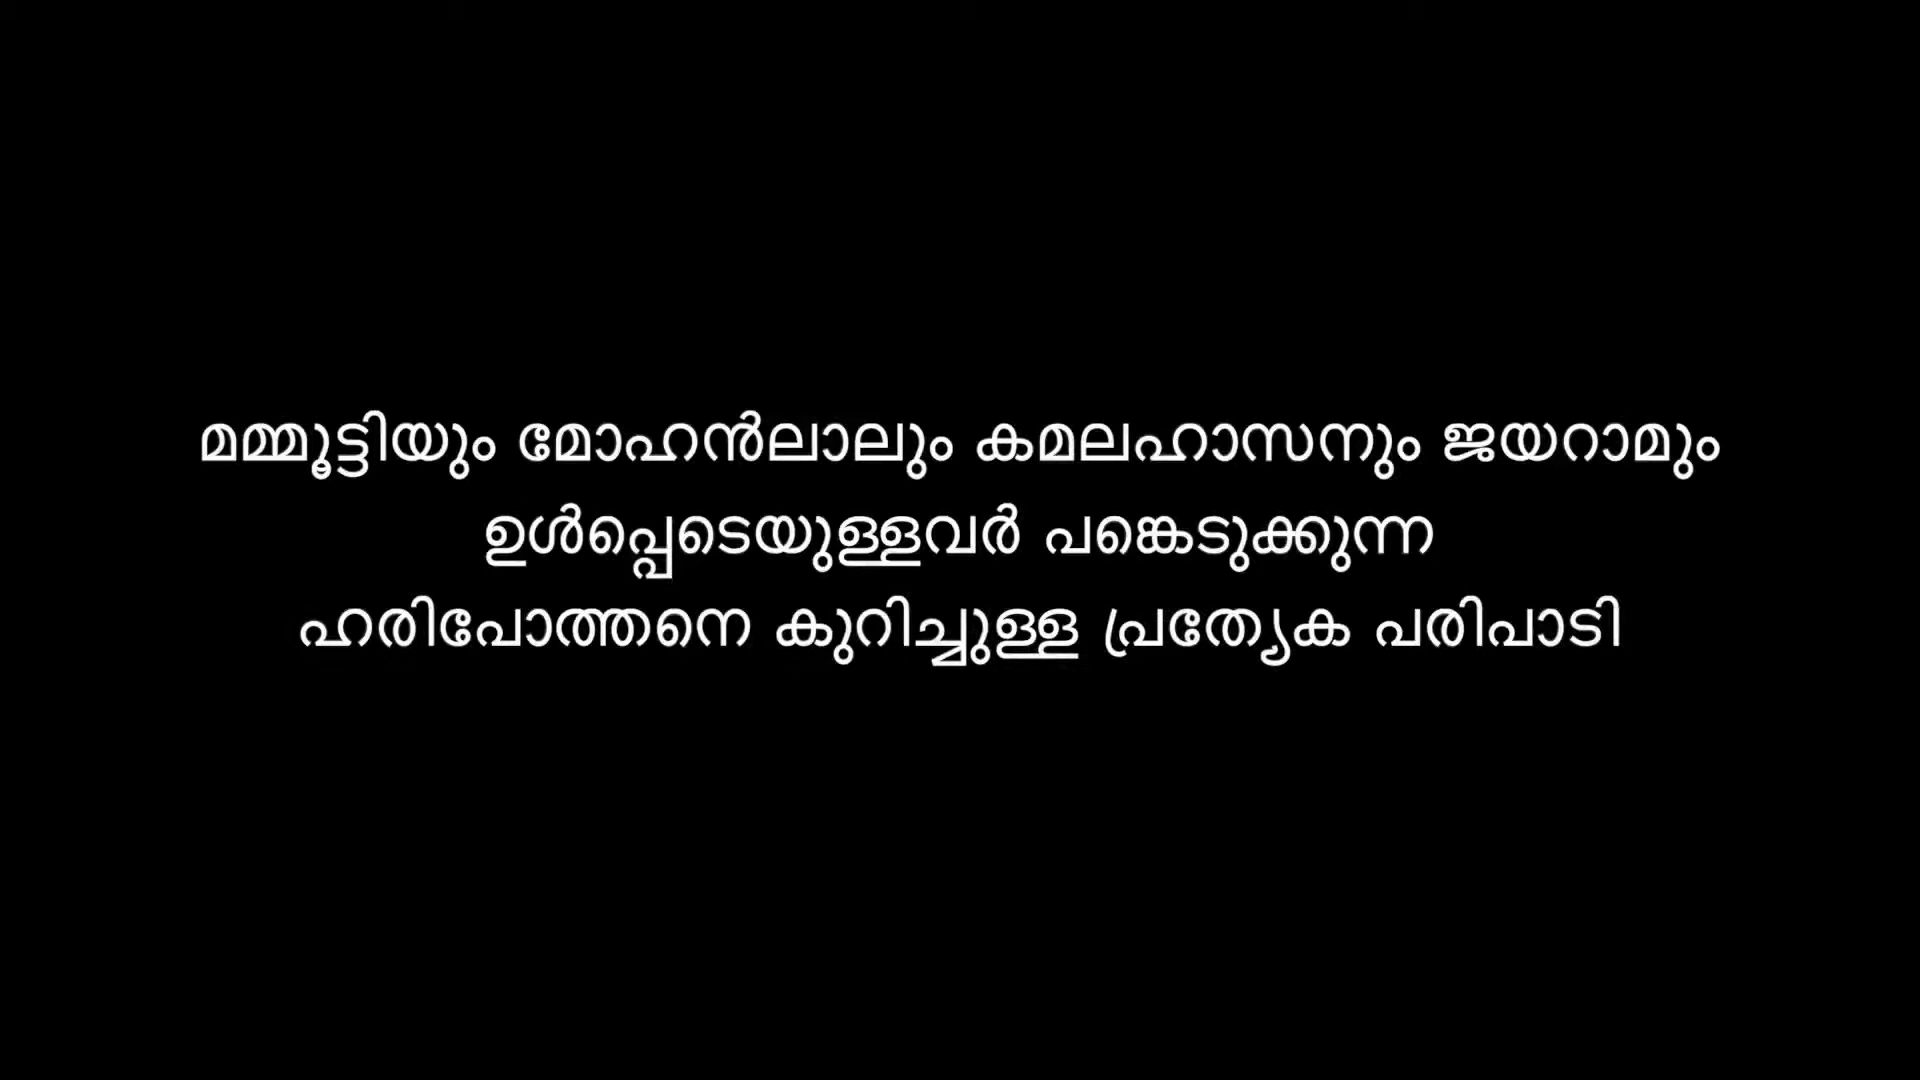 മമ്മൂട്ടിയും മോഹൻലാലും കമലഹാസനും ജയറാമും
ഉൾപ്പെടെയുള്ളവർ പങ്കെടുക്കുന്ന
ഹരിപോത്തനെ കുറിച്ചുള്ള പ്രത്യേക പരിപാടി